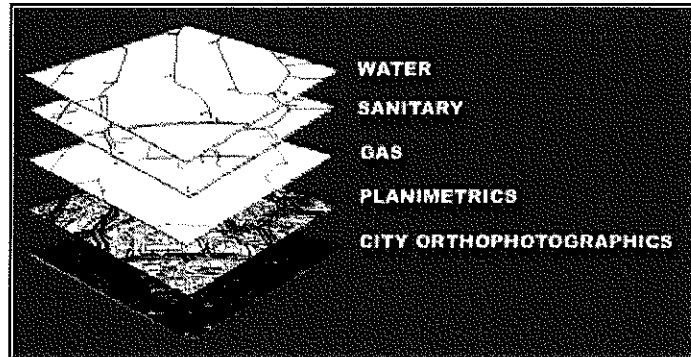 WATER
SANITARY
GAS
PLANIMETRICS
CITY ORTHOPHOTOGRAPHICS